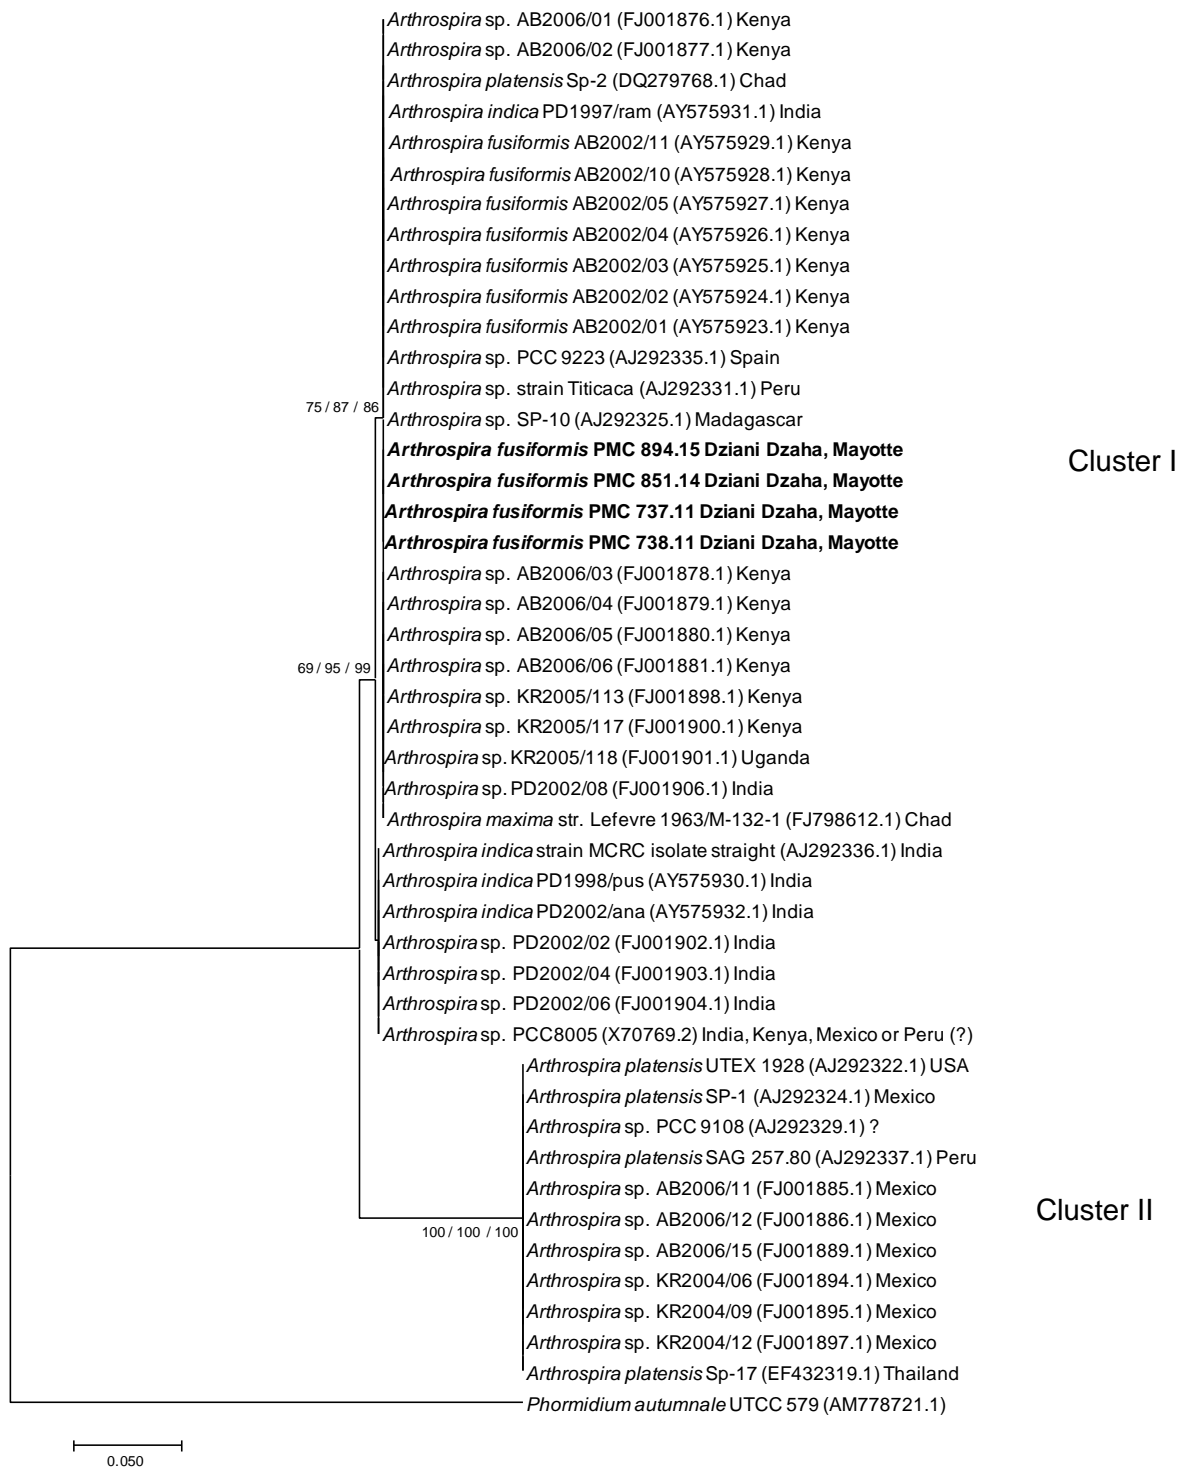 Arthrospira sp. AB2006/01 (FJ001876.1) Kenya
Arthrospira sp. AB2006/02 (FJ001877.1) Kenya
Arthrospira platensis Sp-2 (DQ279768.1) Chad
Arthrospira indica PD1997/ram (AY575931.1) India
Arthrospira fusiformis AB2002/11 (AY575929.1) Kenya
Arthrospira fusiformis AB2002/10 (AY575928.1) Kenya
Arthrospira fusiformis AB2002/05 (AY575927.1) Kenya
Arthrospira fusiformis AB2002/04 (AY575926.1) Kenya
Arthrospira fusiformis AB2002/03 (AY575925.1) Kenya
Arthrospira fusiformis AB2002/02 (AY575924.1) Kenya
Arthrospira fusiformis AB2002/01 (AY575923.1) Kenya
Arthrospira sp. PCC 9223 (AJ292335.1) Spain
Arthrospira sp. strain Titicaca (AJ292331.1) Peru
75 / 87 / 86
Arthrospira sp. SP-10 (AJ292325.1) Madagascar
Arthrospira fusiformis PMC 894.15 Dziani Dzaha, Mayotte
Cluster I
Arthrospira fusiformis PMC 851.14 Dziani Dzaha, Mayotte
Arthrospira fusiformis PMC 737.11 Dziani Dzaha, Mayotte
Arthrospira fusiformis PMC 738.11 Dziani Dzaha, Mayotte
Arthrospira sp. AB2006/03 (FJ001878.1) Kenya
Arthrospira sp. AB2006/04 (FJ001879.1) Kenya
Arthrospira sp. AB2006/05 (FJ001880.1) Kenya
69 / 95 / 99
Arthrospira sp. AB2006/06 (FJ001881.1) Kenya
Arthrospira sp. KR2005/113 (FJ001898.1) Kenya
Arthrospira sp. KR2005/117 (FJ001900.1) Kenya
Arthrospira sp. KR2005/118 (FJ001901.1) Uganda
Arthrospira sp. PD2002/08 (FJ001906.1) India
Arthrospira maxima str. Lefevre 1963/M-132-1 (FJ798612.1) Chad
Arthrospira indica strain MCRC isolate straight (AJ292336.1) India
Arthrospira indica PD1998/pus (AY575930.1) India
Arthrospira indica PD2002/ana (AY575932.1) India
Arthrospira sp. PD2002/02 (FJ001902.1) India
Arthrospira sp. PD2002/04 (FJ001903.1) India
Arthrospira sp. PD2002/06 (FJ001904.1) India
Arthrospira sp. PCC8005 (X70769.2) India, Kenya, Mexico or Peru (?)
Arthrospira platensis UTEX 1928 (AJ292322.1) USA
Arthrospira platensis SP-1 (AJ292324.1) Mexico
Arthrospira sp. PCC 9108 (AJ292329.1) ?
Arthrospira platensis SAG 257.80 (AJ292337.1) Peru
Arthrospira sp. AB2006/11 (FJ001885.1) Mexico
Cluster II
Arthrospira sp. AB2006/12 (FJ001886.1) Mexico
100 / 100 / 100
Arthrospira sp. AB2006/15 (FJ001889.1) Mexico
Arthrospira sp. KR2004/06 (FJ001894.1) Mexico
Arthrospira sp. KR2004/09 (FJ001895.1) Mexico
Arthrospira sp. KR2004/12 (FJ001897.1) Mexico
Arthrospira platensis Sp-17 (EF432319.1) Thailand
Phormidium autumnale UTCC 579 (AM778721.1)
0.050